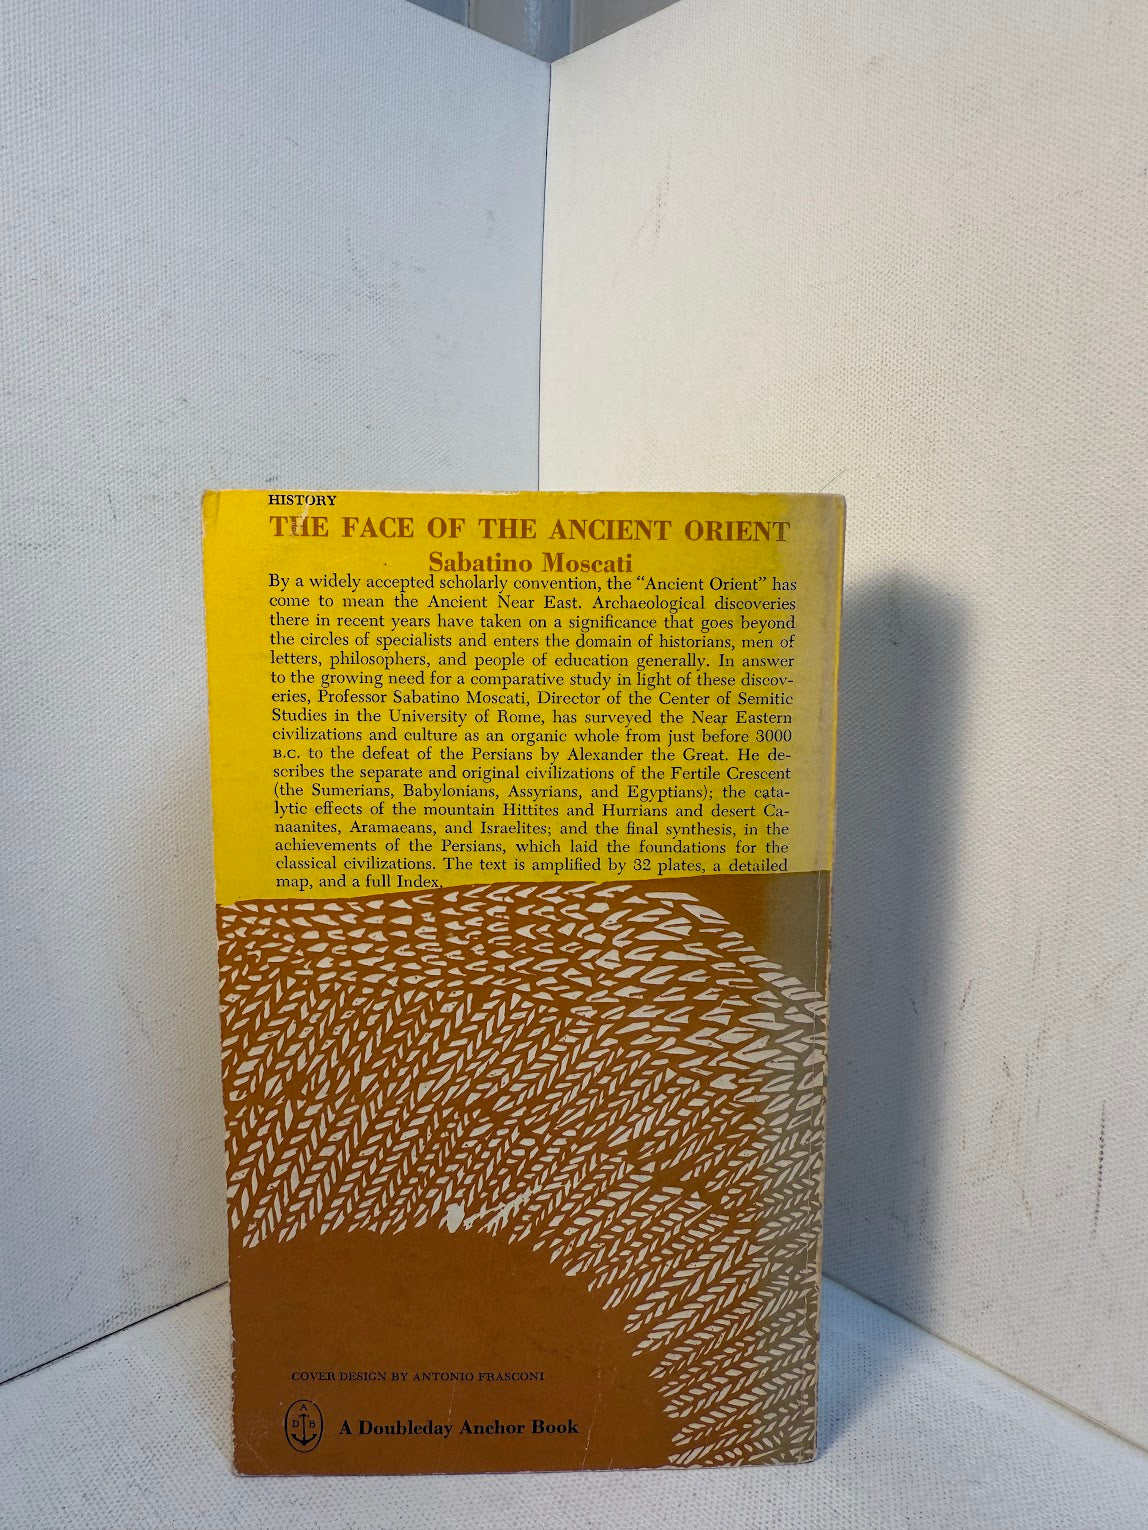 HISTORY
THE FACE OF THE ANCIENT ORIENT
Sabatino Moscati
By a widely accepted scholarly convention, the “Ancient Orient” has
come to mean the Ancient Near East. Archaeological discoveries
there in recent years have taken on a significance that goes beyond
the circles of specialists and enters the domain of historians, men of
letters, philosophers, and people of education generally. In answer
to the growing need for a comparative study in light of these discov-
eries, Professor Sabatino Moscati, Director of the Center of Semitic
Studies in the University of Rome, has surveyed the Near Eastern
civilizations and culture as an organic whole from just before 3000
B.C. to the defeat of the Persians by Alexander the Great. He de-
scribes the separate and original civilizations of the Fertile Crescent
(the Sumerians, Babylonians, Assyrians, and Egyptians); the cata-
lytic effects of the mountain Hittites and Hurrians and desert Ca-
naanites, Aramaeans, and Israelites; and the final synthesis, in the
achievements of the Persians, which laid the foundations for the
classical civilizations. The text is amplified by 32 plates, a detailed
map, and a full Index.
COVER DESIGN BY ANTONIO FRASCONI
A
D B
A Doubleday Anchor Book